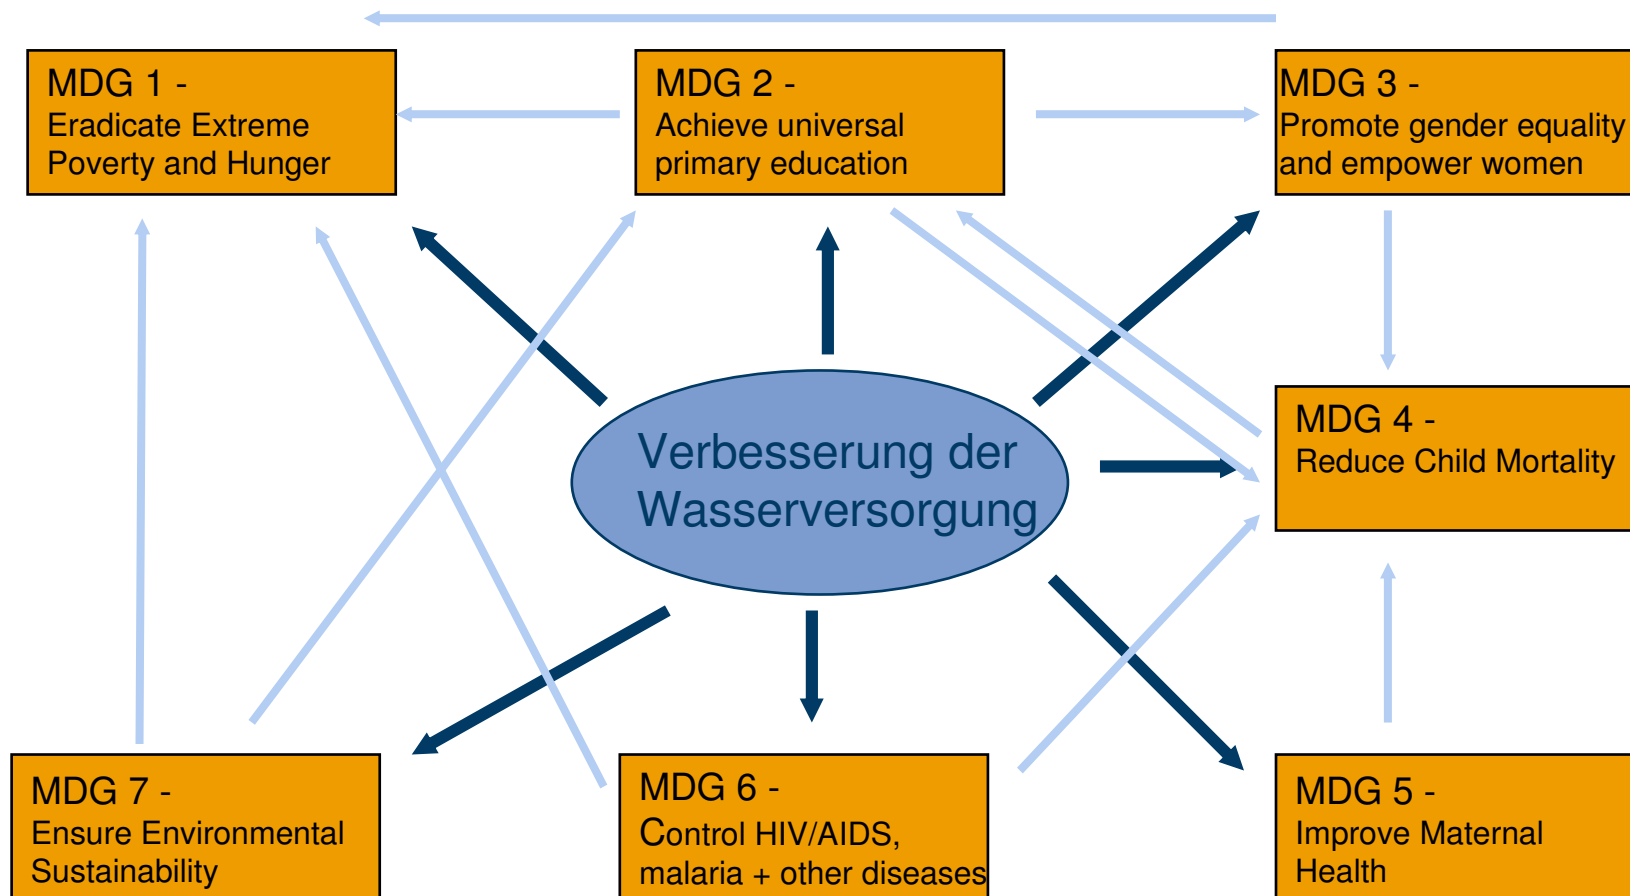 MDG 1 -
Eradicate Extreme
Poverty and Hunger
MDG 2 -
Achieve universal
primary education
MDG 3 -
Promote gender equality
and empower women
Verbesserung der
Wasserversorgung
MDG 4 -
Reduce Child Mortality
MDG 7 -
Ensure Environmental
Sustainability
MDG 6 -
Control HIV/AIDS,
malaria + other diseases
MDG 5 -
Improve Maternal
Health